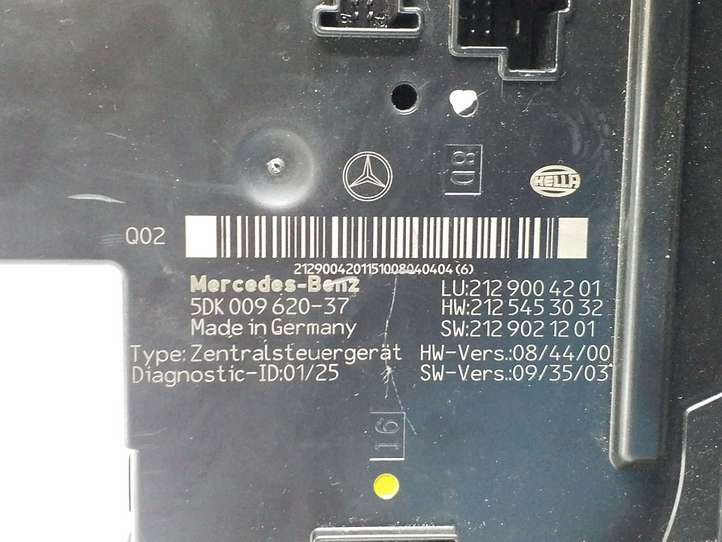 8D
HELLA
Q02
2129004201151008040404(6)
Mercedes-Benz
LU:212 900 42 01
5DK 009 620-37
HW:212 545 30 32
Made in Germany
SW:212 902 12 01
Type:Zentralsteuergerät
HW-Vers.:08/44/00
Diagnostic-ID:01/25
SW-Vers.:09/35/03
16